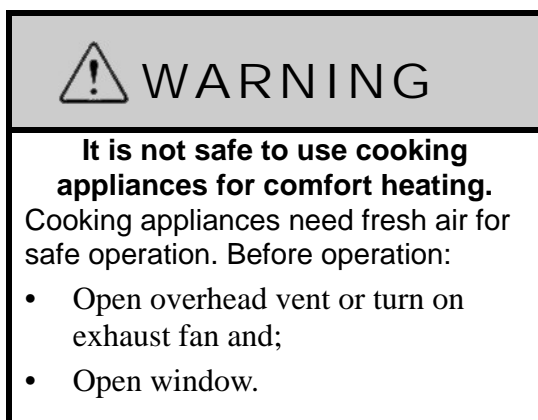 WARNING
It is not safe to use cooking
appliances for comfort heating.
Cooking appliances need fresh air for
safe operation. Before operation:
• Open overhead vent or turn on
exhaust fan and;
• Open window.